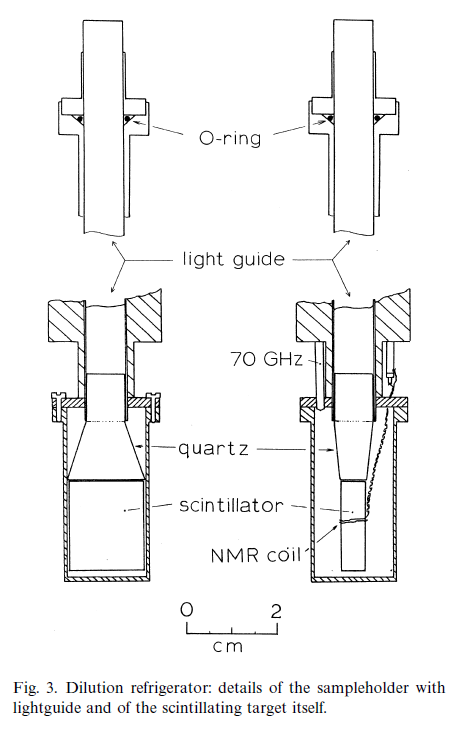 O-ring
light guide
70 GHz
quartz
scintillator
NMR coil
0 2
cm
Fig. 3. Dilution refrigerator: details of the sampleholder with
lightguide and of the scintillating target itself.